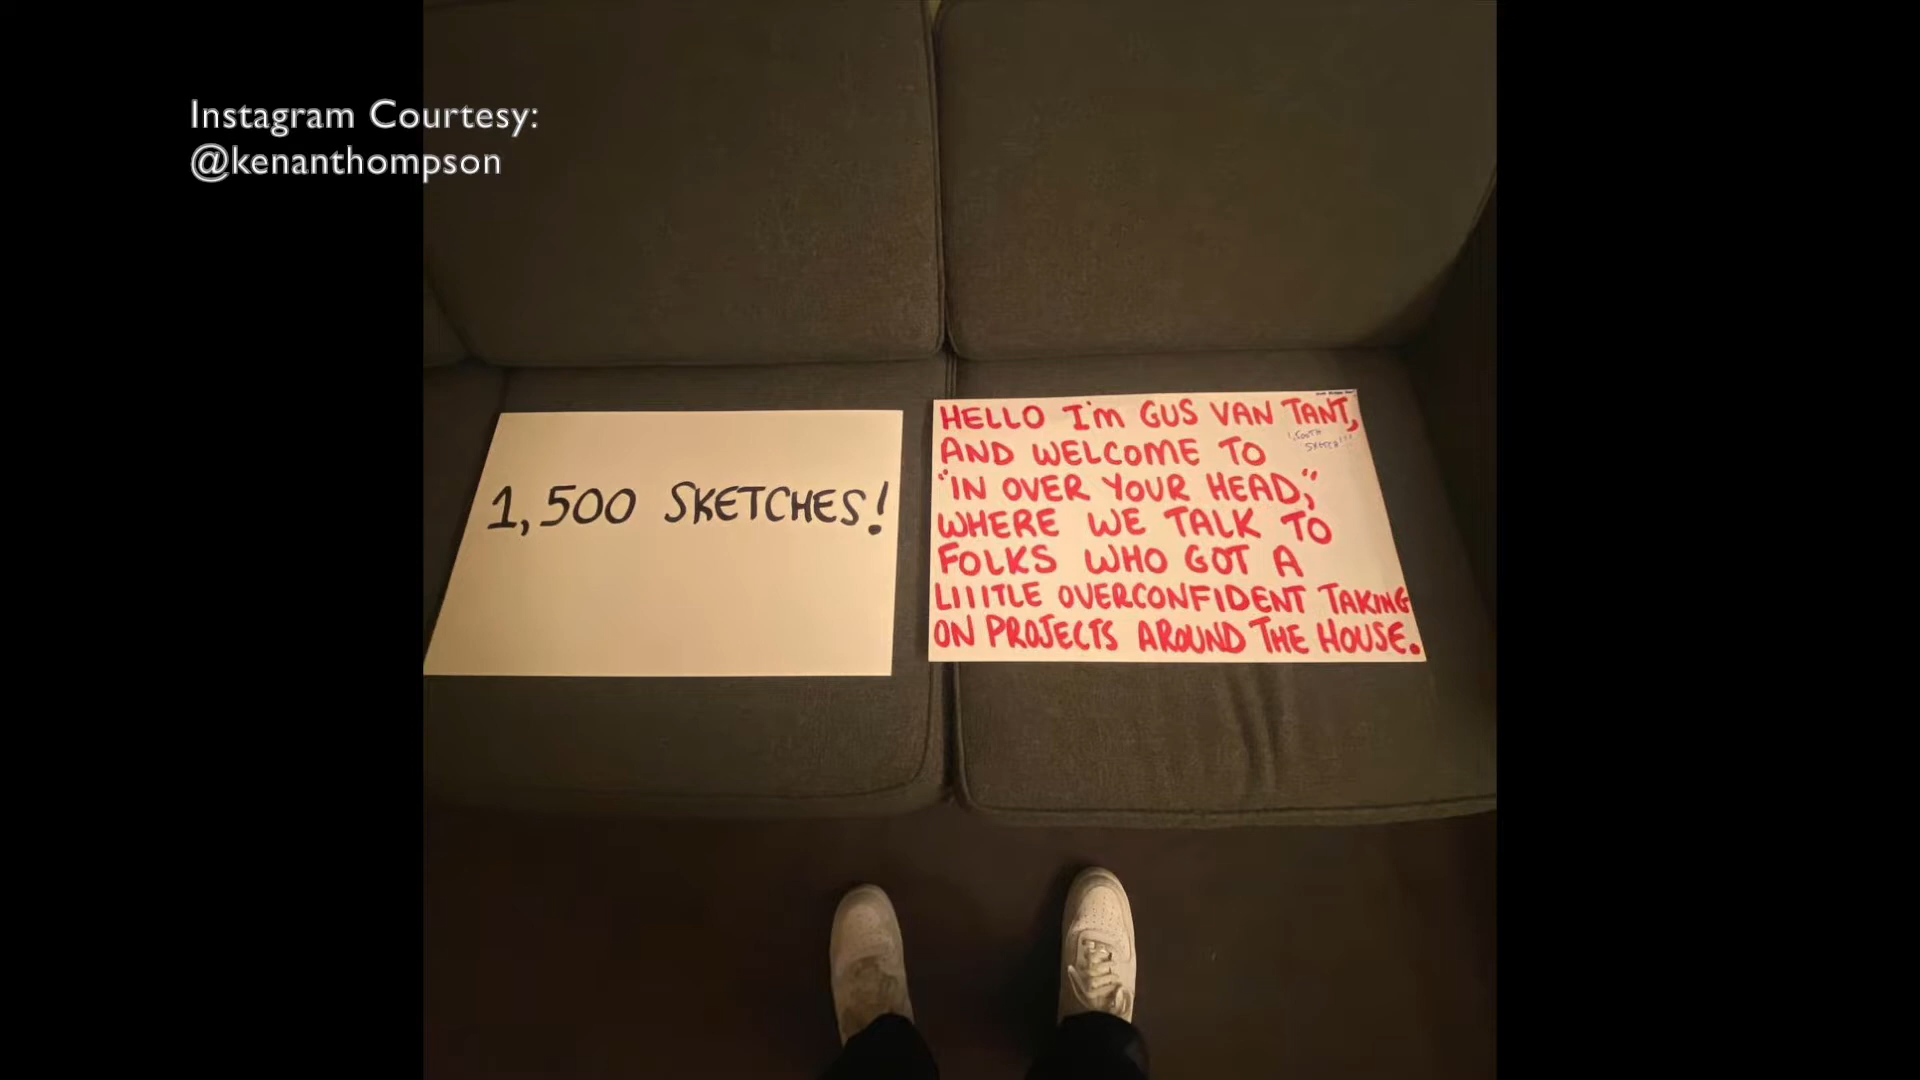 Instagram Courtesy:
@kenanthompson
1,500 SKETCHES!
HELLO I'm GUS VAN TANT,
AND WELCOME TO
"IN OVER YOUR HEAD,"
WHERE WE TALK TO
FOLKS WHO GOT A
LIIITLE OVERCONFIDENT TAKING
ON PROJECTS AROUND THE HOUSE.